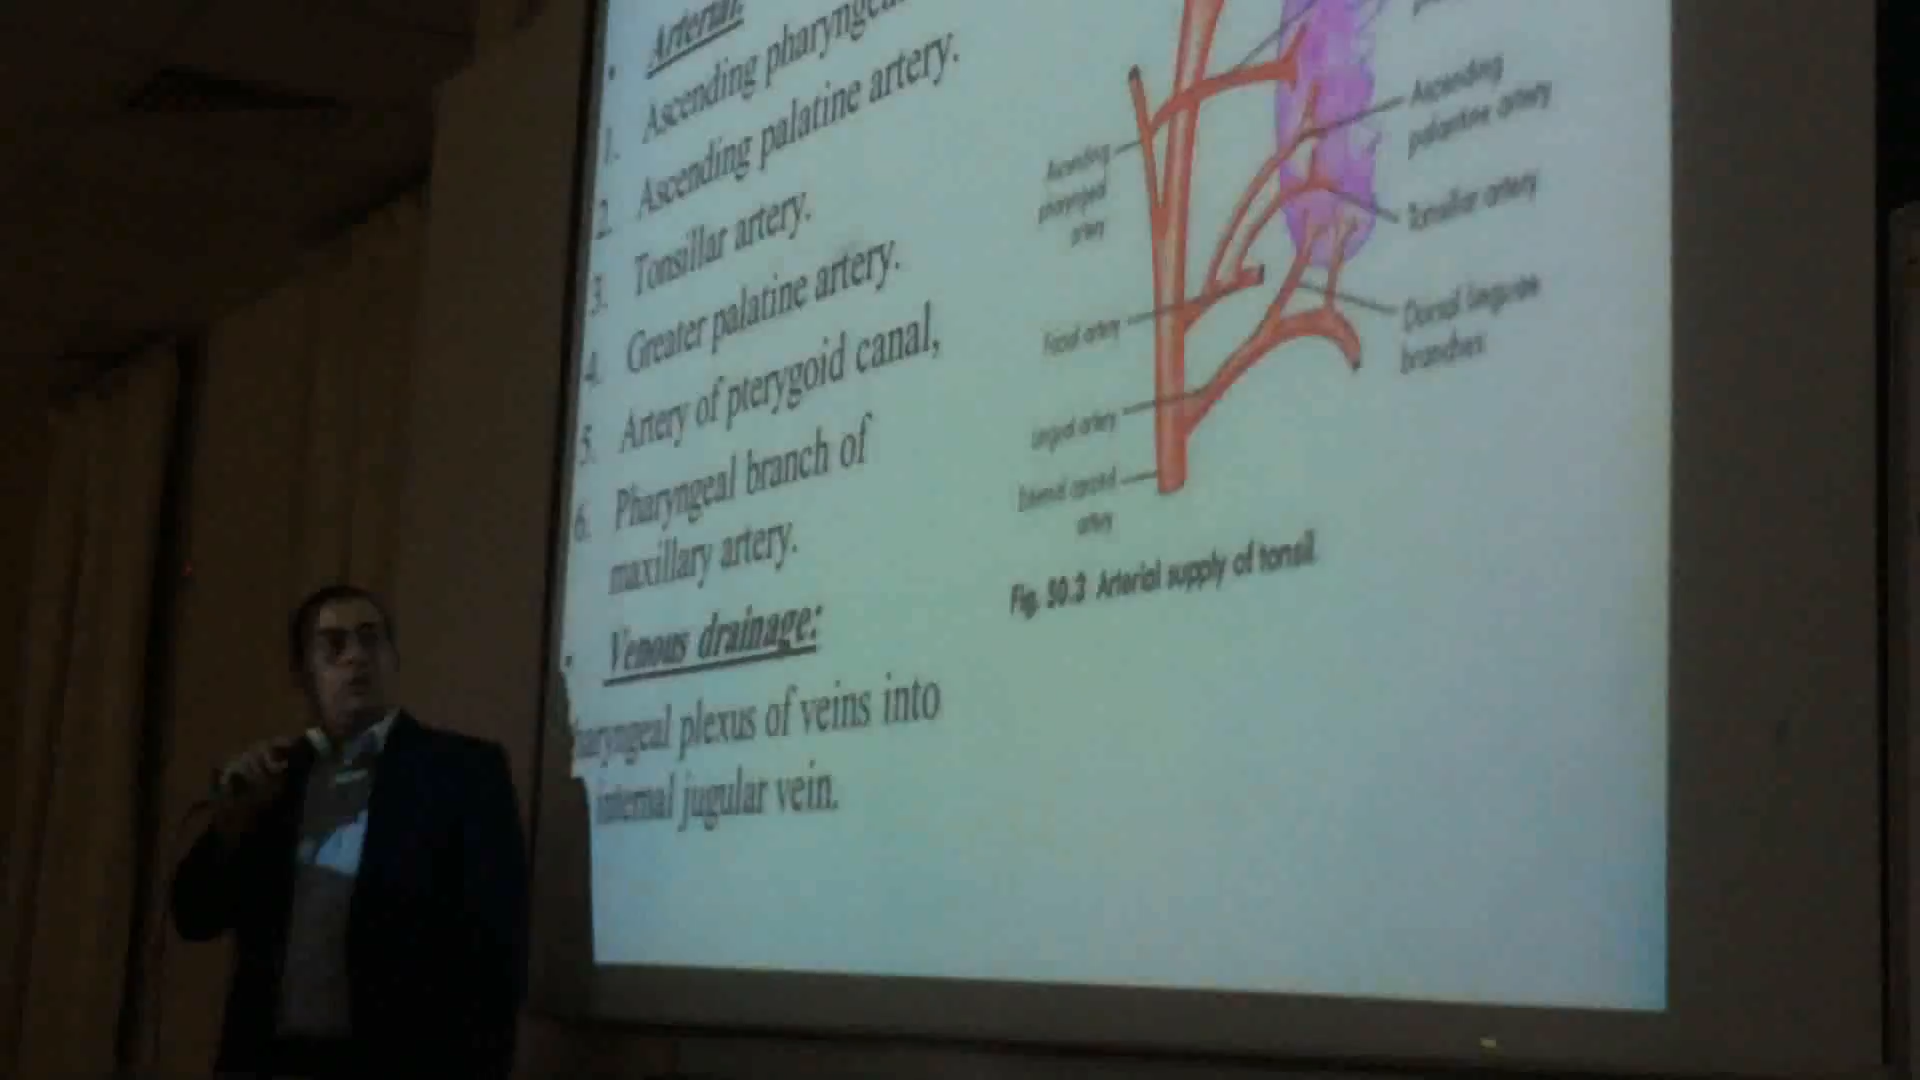 Arterial:
1. Ascending pharyngeal
2. Ascending palatine artery.
3. Tonsillar artery.
4. Greater palatine artery.
5. Artery of pterygoid canal,
6. Pharyngeal branch of
maxillary artery.
Venous drainage:
pharyngeal plexus of veins into
internal jugular vein.
Ascending
palantine artery
Ascending
pharyngeal
artery
Tonsillar artery
Dorsal linguae
branches
Facial artery
Lingual artery
External carotid
artery
Fig. 50.3 Arterial supply of tonsil.